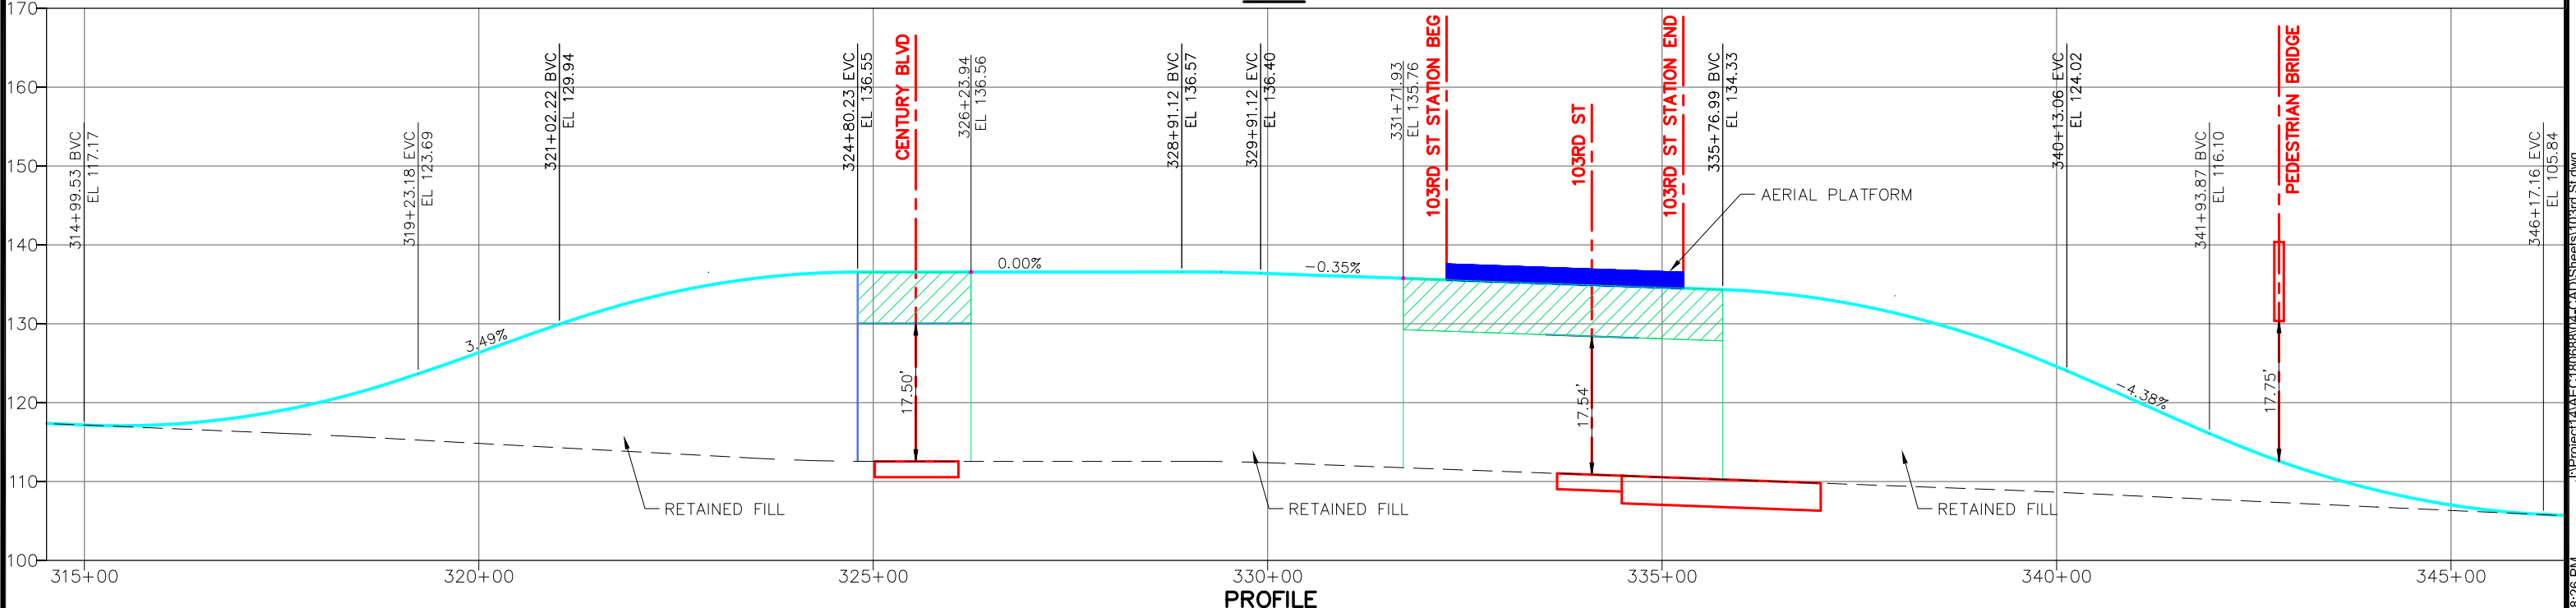 170
160
150
140
130
120
110
100
314+99.53 BVC
EL 117.17
319+23.18 EVC
EL 123.69
3.49%
321+02.22 BVC
EL 129.94
324+80.23 EVC
EL 136.55
CENTURY BLVD
17.50'
326+23.94
EL 136.56
0.00%
328+91.12 BVC
EL 136.57
329+91.12 EVC
EL 136.40
-0.35%
331+71.93
EL 135.76
103RD ST STATION BEG
103RD ST
17.54'
103RD ST STATION END
335+76.99 BVC
EL 134.33
AERIAL PLATFORM
340+13.06 EVC
EL 124.02
-4.38%
341+93.87 BVC
EL 116.10
PEDESTRIAN BRIDGE
17.75'
346+17.16 EVC
EL 105.84
RETAINED FILL
RETAINED FILL
RETAINED FILL
315+00
320+00
325+00
330+00
335+00
340+00
345+00
PROFILE